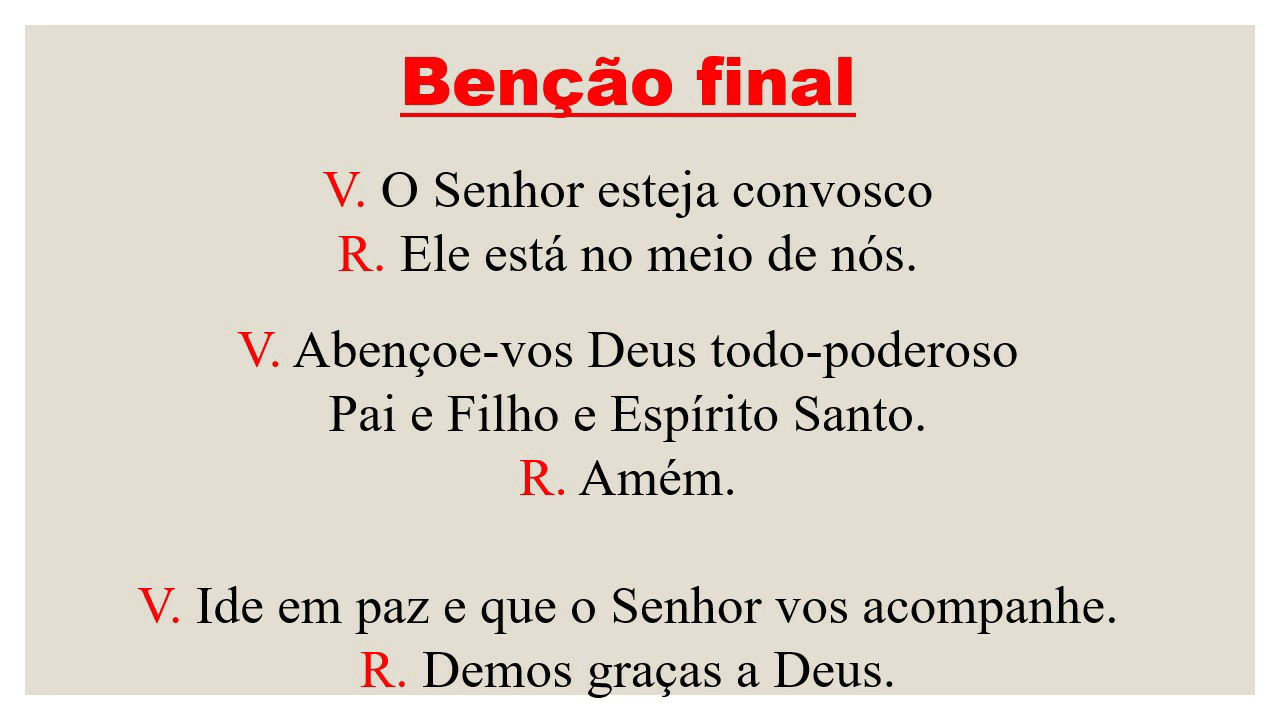 Benção final
V. O Senhor esteja convosco
R. Ele está no meio de nós.
V. Abençoe-vos Deus todo-poderoso
Pai e Filho e Espírito Santo.
R. Amém.
V. Ide em paz e que o Senhor vos acompanhe.
R. Demos graças a Deus.